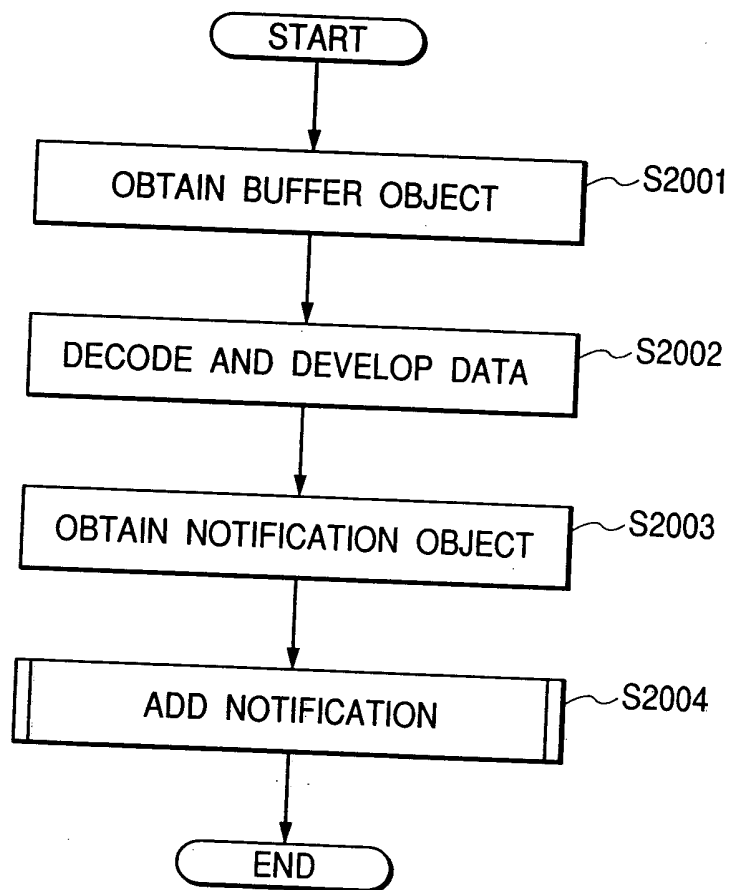 START
OBTAIN BUFFER OBJECT
S2001
DECODE AND DEVELOP DATA
S2002
OBTAIN NOTIFICATION OBJECT
S2003
ADD NOTIFICATION
S2004
END